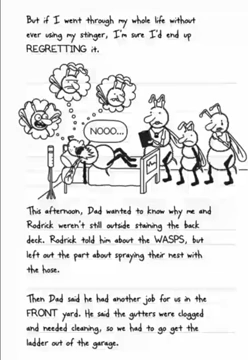 But if I went through my whole life without
ever using my stinger, I'm sure I'd end up
REGRETTING it.
NOOO...
This afternoon, Dad wanted to know why me and
Rodrick weren't still outside staining the back
deck. Rodrick told him about the WASPS, but
left out the part about spraying their nest with
the hose.
Then Dad said he had another job for us in the
FRONT yard. He said the gutters were clogged
and needed cleaning, so we had to go get the
ladder out of the garage.